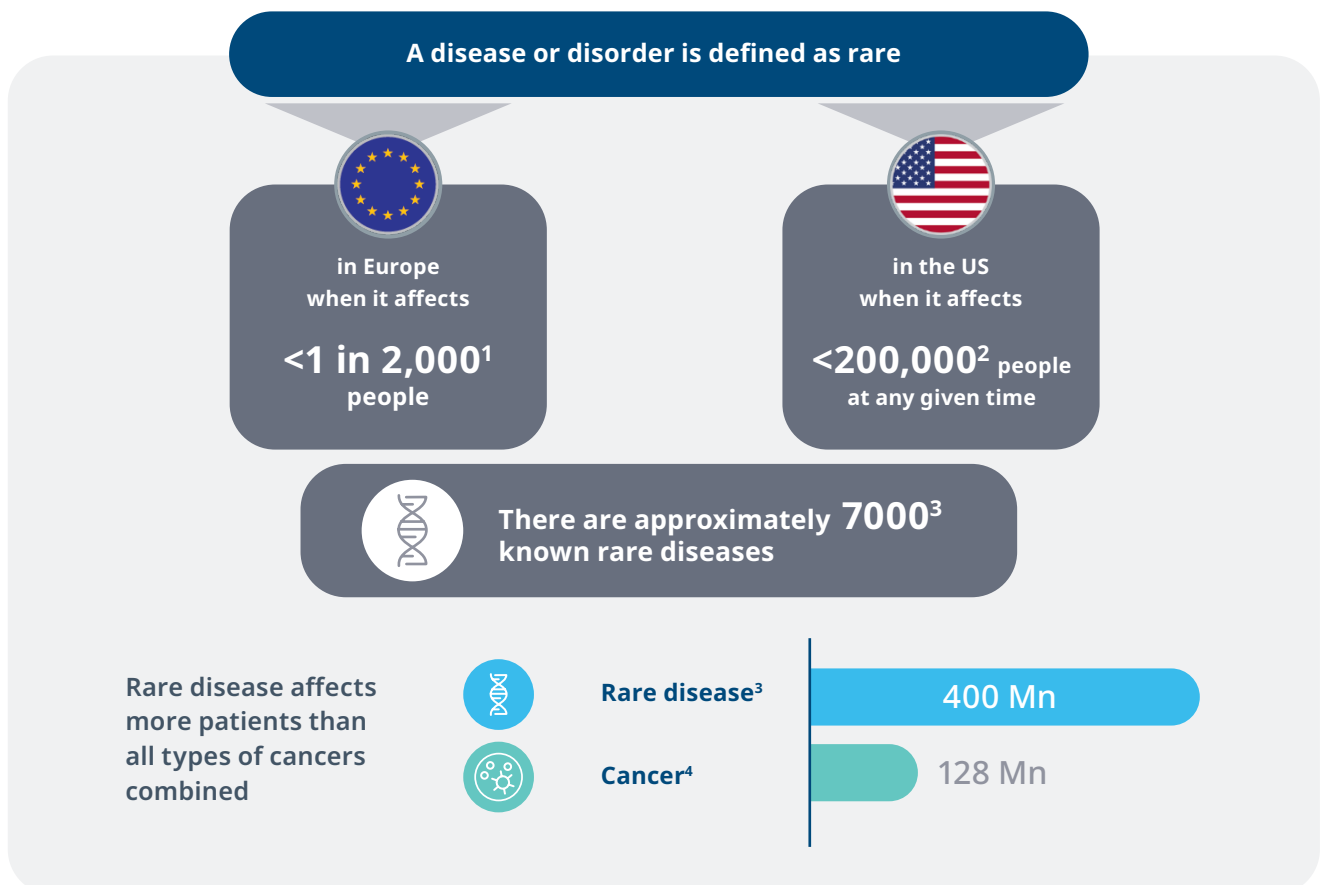 A disease or disorder is defined as rare
in Europe
when it affects
<1 in 2,000¹
people
in the US
when it affects
<200,000² people
at any given time
There are approximately 7000³
known rare diseases
Rare disease affects
more patients than
all types of cancers
combined
Rare disease³
400 Mn
Cancer⁴
128 Mn